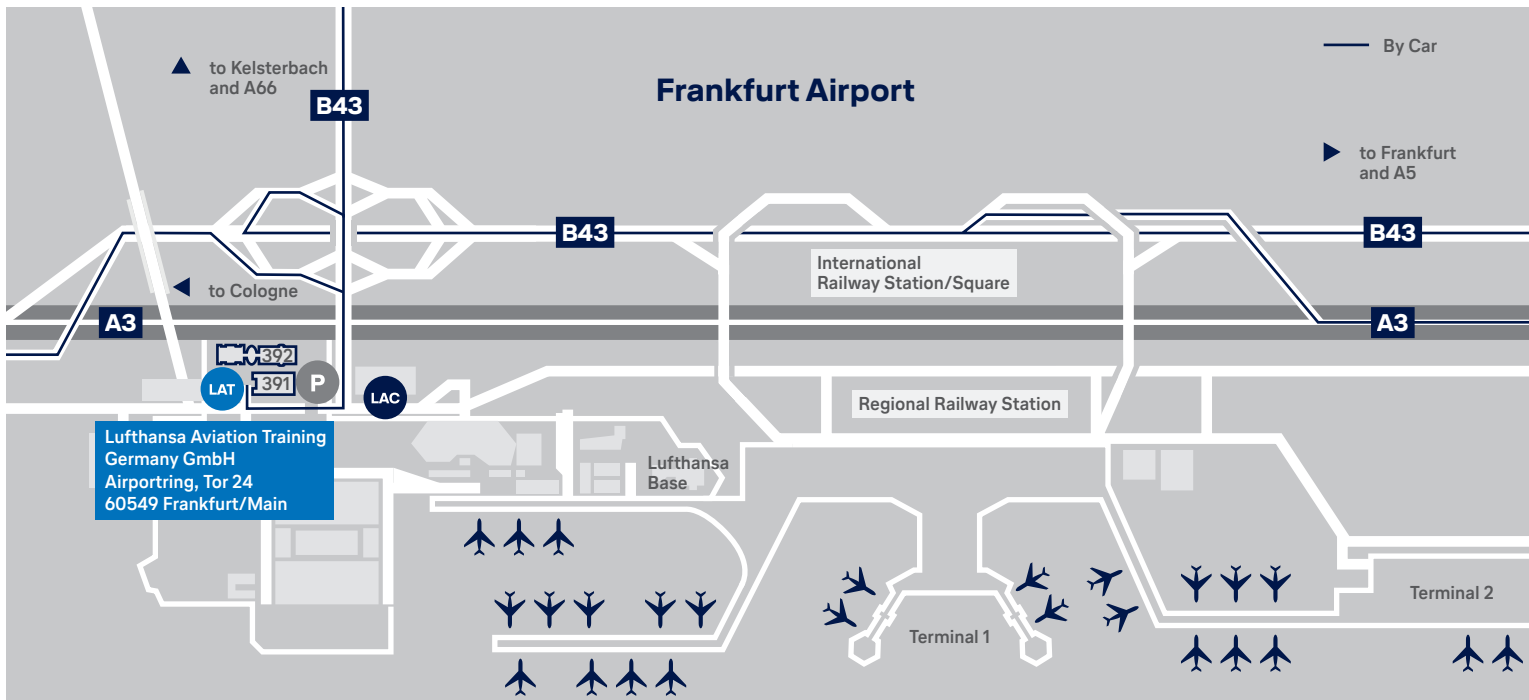 By Car
to Kelsterbach
and A66
Frankfurt Airport
B43
to Frankfurt
and A5
B43
B43
International
Railway Station/Square
to Cologne
A3
A3
392
391
P
LAT
LAC
Regional Railway Station
Lufthansa Aviation Training
Germany GmbH
Airportring, Tor 24
60549 Frankfurt/Main
Lufthansa
Base
Terminal 2
Terminal 1